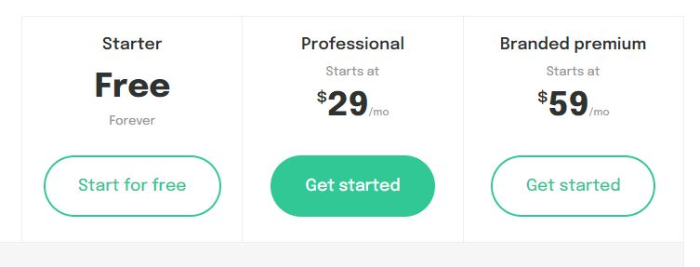 Starter
Free
Forever
Start for free
Professional
Starts at
$29/mo
Get started
Branded premium
Starts at
$59/mo
Get started